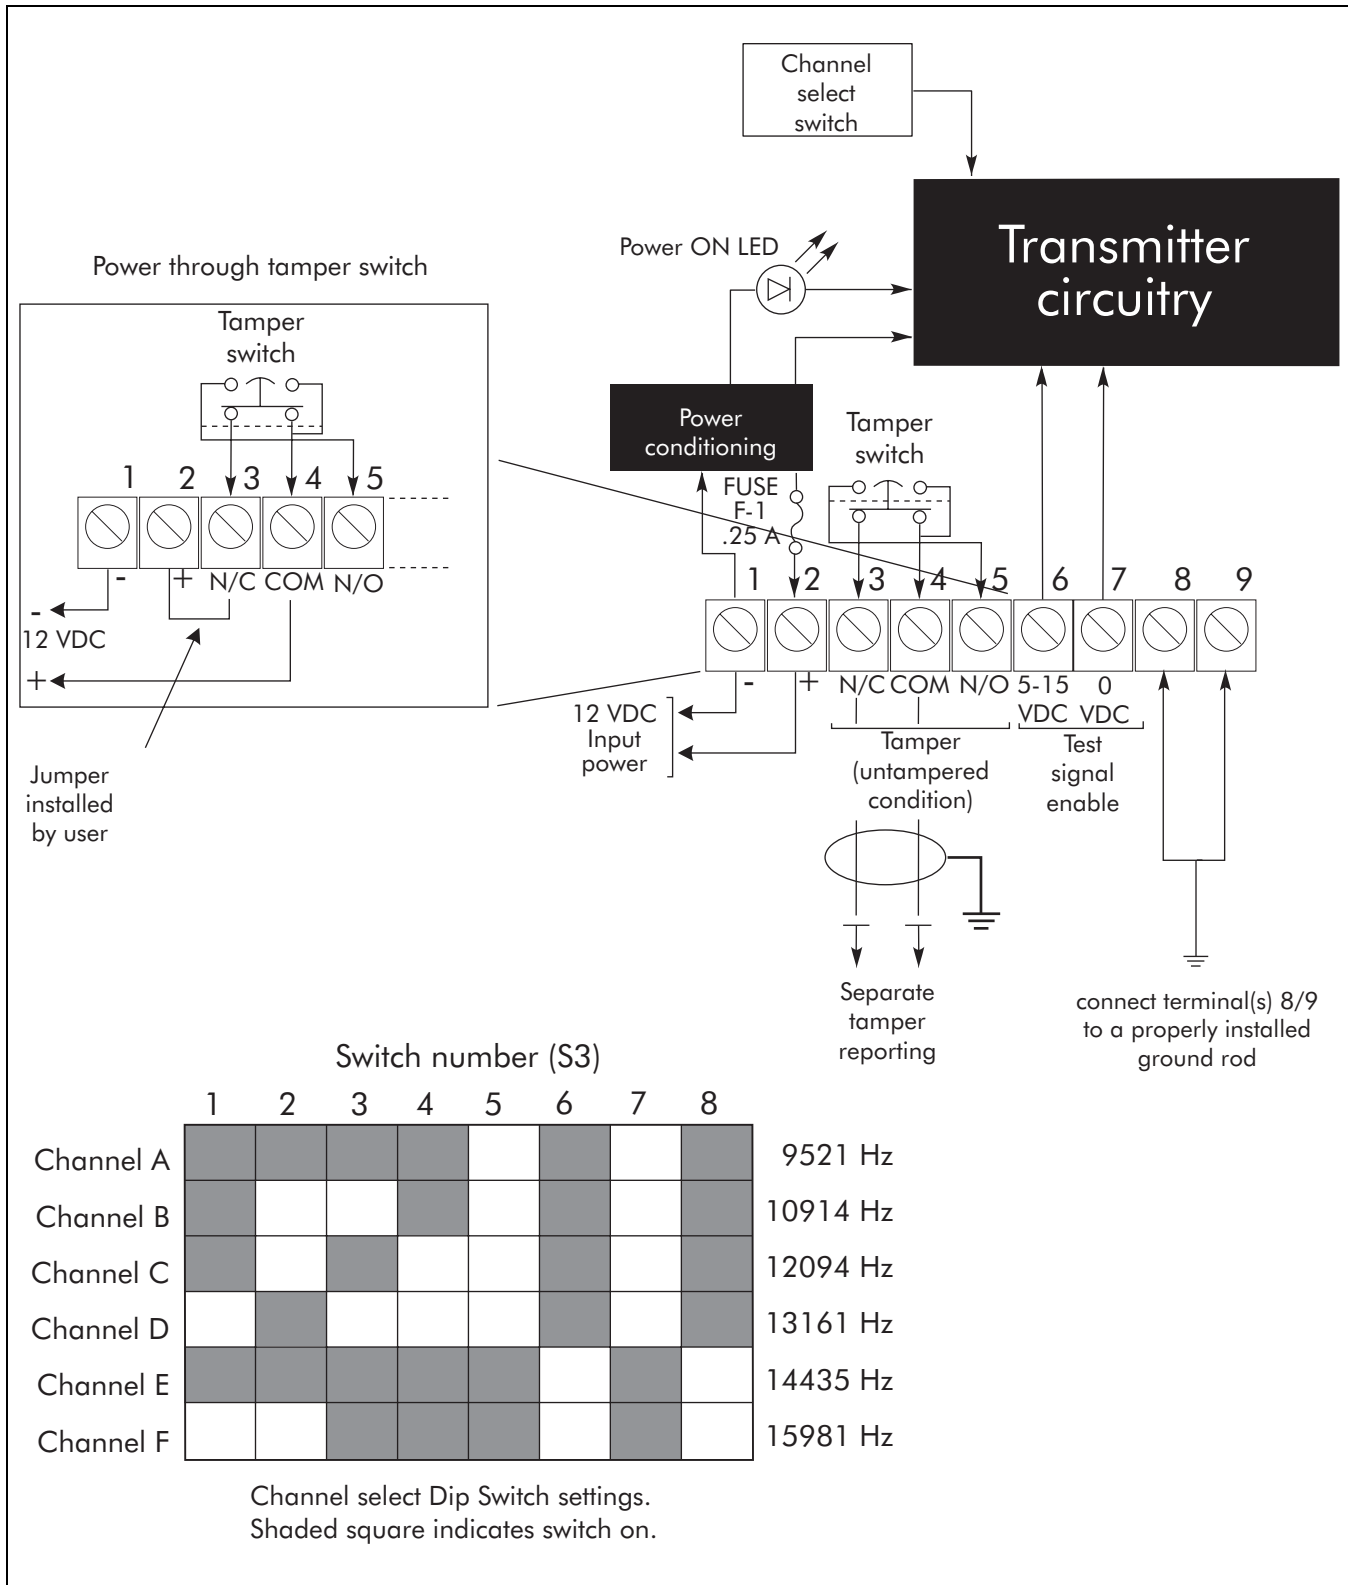 Channel
select
switch
Transmitter
circuitry
Power ON LED
Power through tamper switch
Tamper
switch
1 2 3 4 5
- + N/C COM N/O
-
12 VDC
+
Jumper
installed
by user
Power
conditioning
FUSE
F-1
.25 A
Tamper
switch
1 2 3 4 5 6 7 8 9
- + N/C COM N/O 5-15 VDC 0 VDC
12 VDC
Input
power
Tamper
(untampered
condition)
Test
signal
enable
Separate
tamper
reporting
connect terminal(s) 8/9
to a properly installed
ground rod
Switch number (S3)
1 2 3 4 5 6 7 8
Channel A 9521 Hz
Channel B 10914 Hz
Channel C 12094 Hz
Channel D 13161 Hz
Channel E 14435 Hz
Channel F 15981 Hz
Channel select Dip Switch settings.
Shaded square indicates switch on.